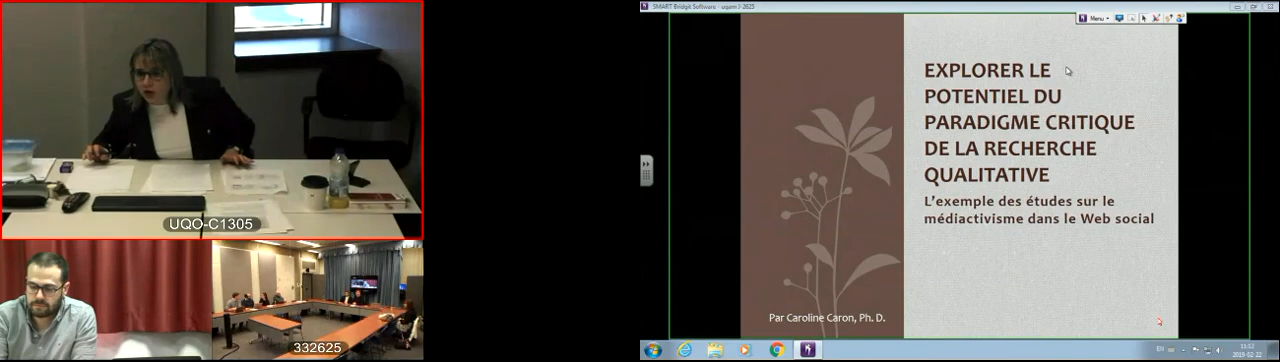 SMART Bridgit Software - uqam J-2625
Menu
EXPLORER LE
POTENTIEL DU
PARADIGME CRITIQUE
DE LA RECHERCHE
QUALITATIVE
L'exemple des études sur le
médiactivisme dans le Web social
Par Caroline Caron, Ph. D.
UQO-C1305
332625
EN
2019-02-22